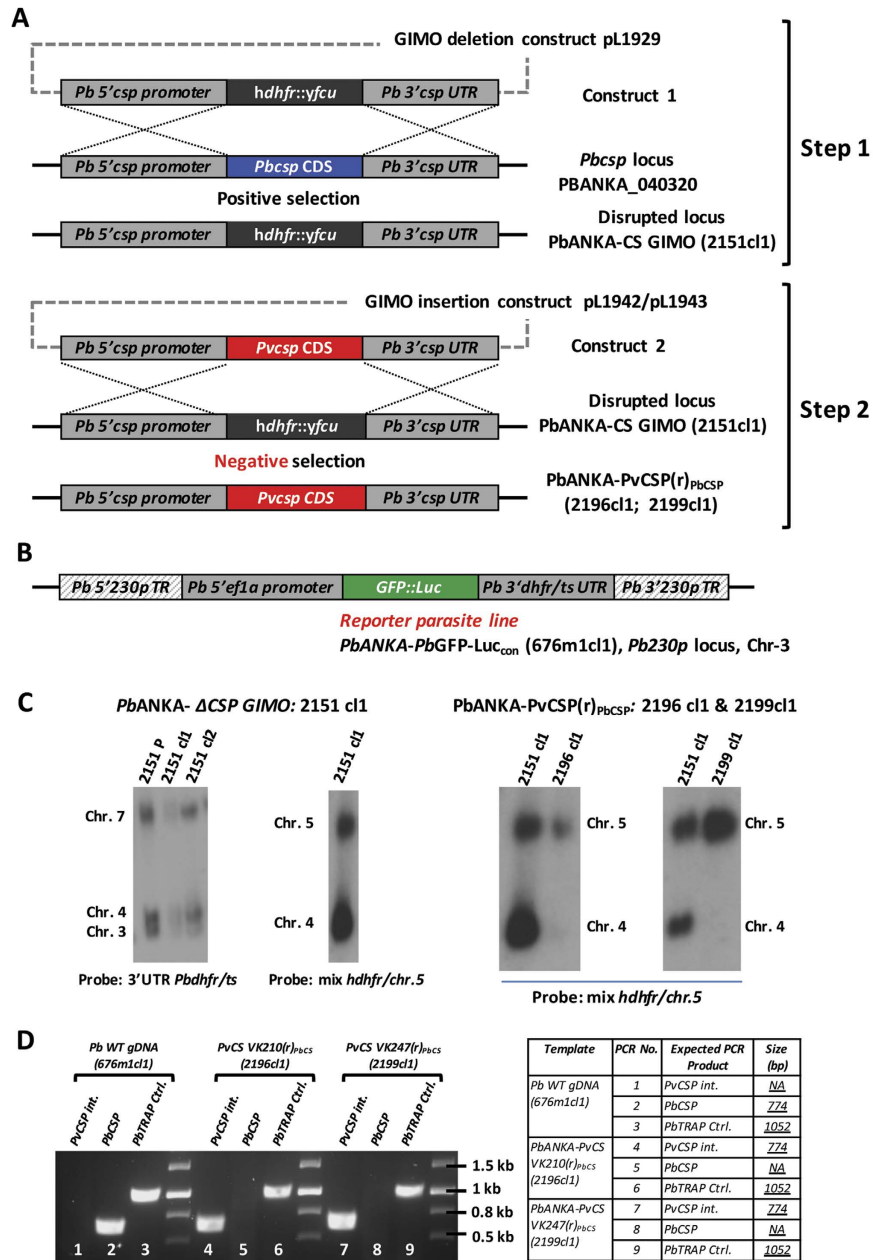 A
GIMO deletion construct pL1929
Pb 5'csp promoter hdhfr::yfcu Pb 3'csp UTR
Construct 1
Pb 5'csp promoter Pbcsp CDS Pb 3'csp UTR
Pbcsp locus
PBANKA_040320
Positive selection
Pb 5'csp promoter hdhfr::yfcu Pb 3'csp UTR
Disrupted locus
PbANKA-CS GIMO (2151cl1)
Step 1
GIMO insertion construct pL1942/pL1943
Pb 5'csp promoter Pvcsp CDS Pb 3'csp UTR
Construct 2
Pb 5'csp promoter hdhfr::yfcu Pb 3'csp UTR
Disrupted locus
PbANKA-CS GIMO (2151cl1)
Negative selection
Pb 5'csp promoter Pvcsp CDS Pb 3'csp UTR
PbANKA-PvCSP(r)PbCSP
(2196cl1; 2199cl1)
Step 2
B
Pb 5'230p TR Pb 5'ef1a promoter GFP::Luc Pb 3'dhfr/ts UTR Pb 3'230p TR
Reporter parasite line
PbANKA-PbGFP-Luccon (676m1cl1), Pb230p locus, Chr-3
C
PbANKA- ΔCSP GIMO: 2151 cl1
2151 P 2151 cl1 2151 cl2
Chr. 7
Chr. 4
Chr. 3
Probe: 3'UTR Pbdhfr/ts
2151 cl1
Chr. 5
Chr. 4
Probe: mix hdhfr/chr.5
PbANKA-PvCSP(r)PbCSP: 2196 cl1 & 2199cl1
2151 cl1 2196 cl1
Chr. 5
Chr. 4
2151 cl1 2199 cl1
Chr. 5
Chr. 4
Probe: mix hdhfr/chr.5
D
Pb WT gDNA
(676m1cl1)
PvCS VK210(r)PbCS
(2196cl1)
PvCS VK247(r)PbCS
(2199cl1)
PvCSP int. PbCSP PbTRAP Ctrl. PvCSP int. PbCSP PbTRAP Ctrl. PvCSP int. PbCSP PbTRAP Ctrl.
1.5 kb
1 kb
0.8 kb
0.5 kb
1 2 3 4 5 6 7 8 9
Template PCR No. Expected PCR Product Size (bp)
Pb WT gDNA (676m1cl1) 1 PvCSP int. NA
2 PbCSP 774
3 PbTRAP Ctrl. 1052
PbANKA-PvCS VK210(r)PbCS (2196cl1) 4 PvCSP int. 774
5 PbCSP NA
6 PbTRAP Ctrl. 1052
PbANKA-PvCS VK247(r)PbCS (2199cl1) 7 PvCSP int. 774
8 PbCSP NA
9 PbTRAP Ctrl. 1052